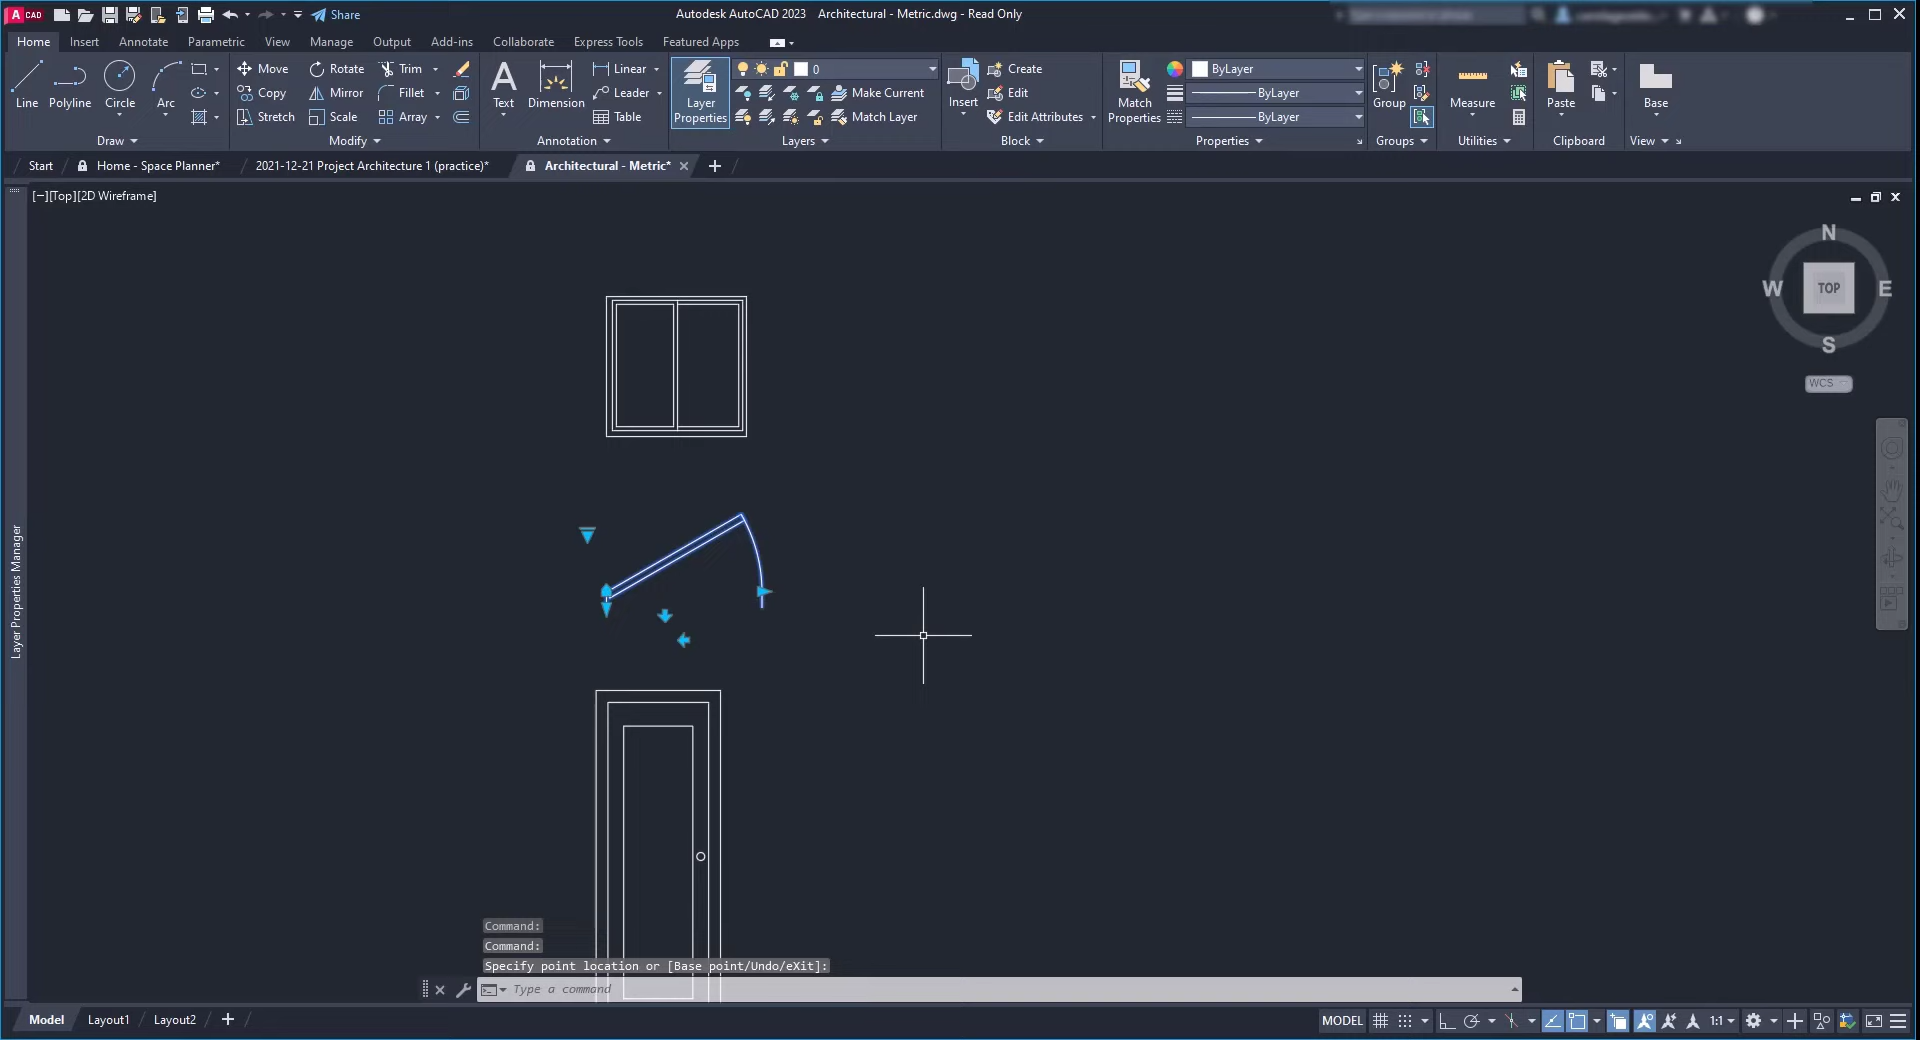 A CAD
Share
Autodesk AutoCAD 2023 Architectural - Metric.dwg - Read Only
Home Insert Annotate Parametric View Manage Output Add-ins Collaborate Express Tools Featured Apps
Line Polyline Circle Arc
Move Rotate Trim
Copy Mirror Fillet
Stretch Scale Array
Text Dimension
Linear
Leader
Table
Layer Properties
0
Make Current
Match Layer
Insert
Create
Edit
Edit Attributes
Match Properties
ByLayer
ByLayer
ByLayer
Group
Measure
Paste
Base
Draw Modify Annotation Layers Block Properties Groups Utilities Clipboard View
Start Home - Space Planner* 2021-12-21 Project Architecture 1 (practice)* Architectural - Metric*
[−][Top][2D Wireframe]
N
W TOP E
S
WCS
Layer Properties Manager
Command:
Command:
Specify point location or [Base point/Undo/eXit]:
Type a command
Model Layout1 Layout2
MODEL 1:1